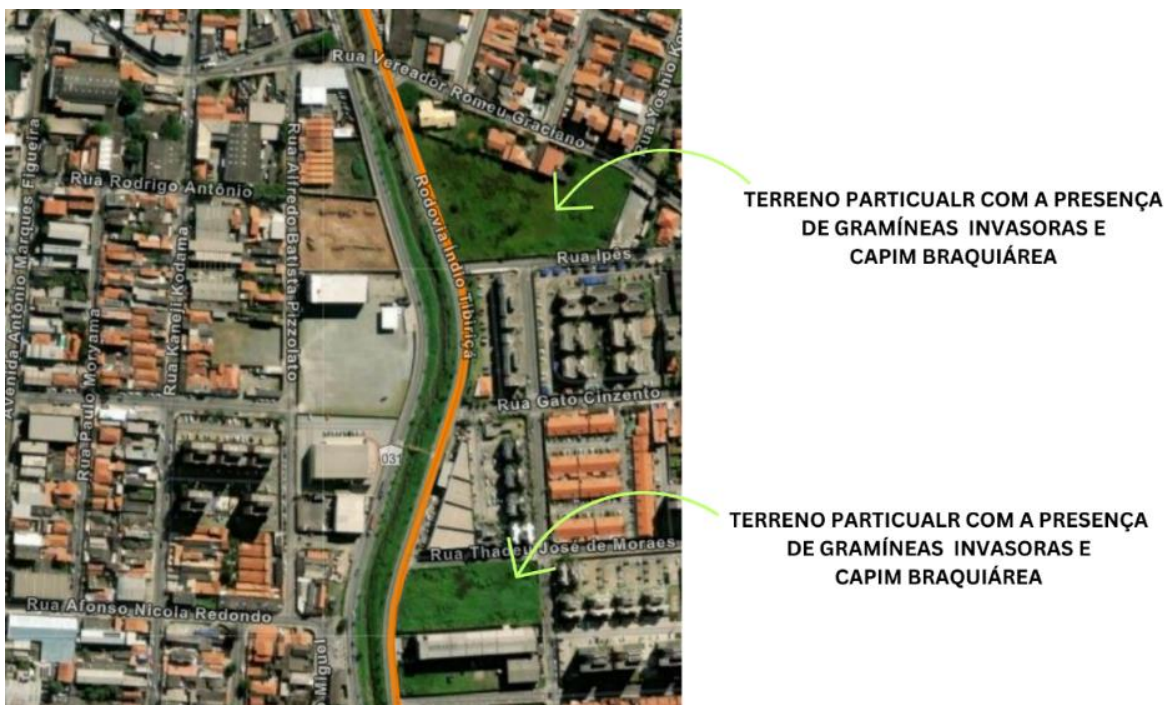 Rua Vereador Romeu Graciano
Rua Yoshio
Avenida Antônio Marques Figueira
Rua Rodrigo Antônio
Rua Alfredo Batista Pizzolato
Rua Kaneji Kodama
Rua Paulo Moryama
Rodovia Índio Tibiriçá
Rua Ipês
TERRENO PARTICUALR COM A PRESENÇA
DE GRAMÍNEAS INVASORAS E
CAPIM BRAQUIÁREA
Rua Gato Cinzento
031
Rua Thadeu José de Moraes
TERRENO PARTICUALR COM A PRESENÇA
DE GRAMÍNEAS INVASORAS E
CAPIM BRAQUIÁREA
Rua Afonso Nicola Redondo
Miguel